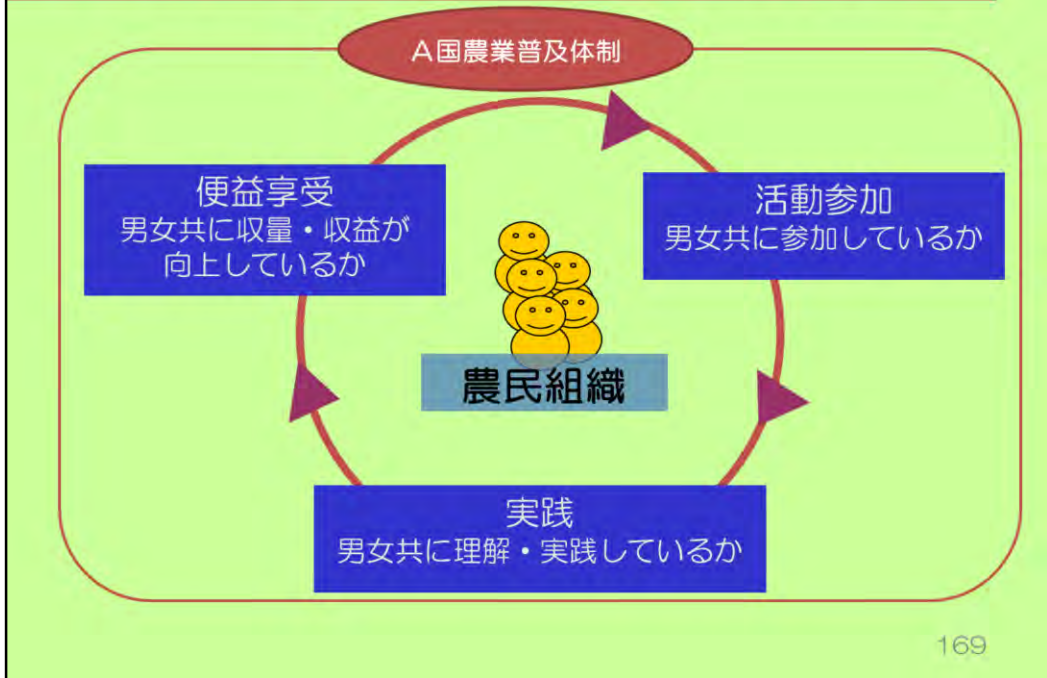 A国農業普及体制
便益享受
男女共に収量・収益が
向上しているか
活動参加
男女共に参加しているか
農民組織
実践
男女共に理解・実践しているか
169